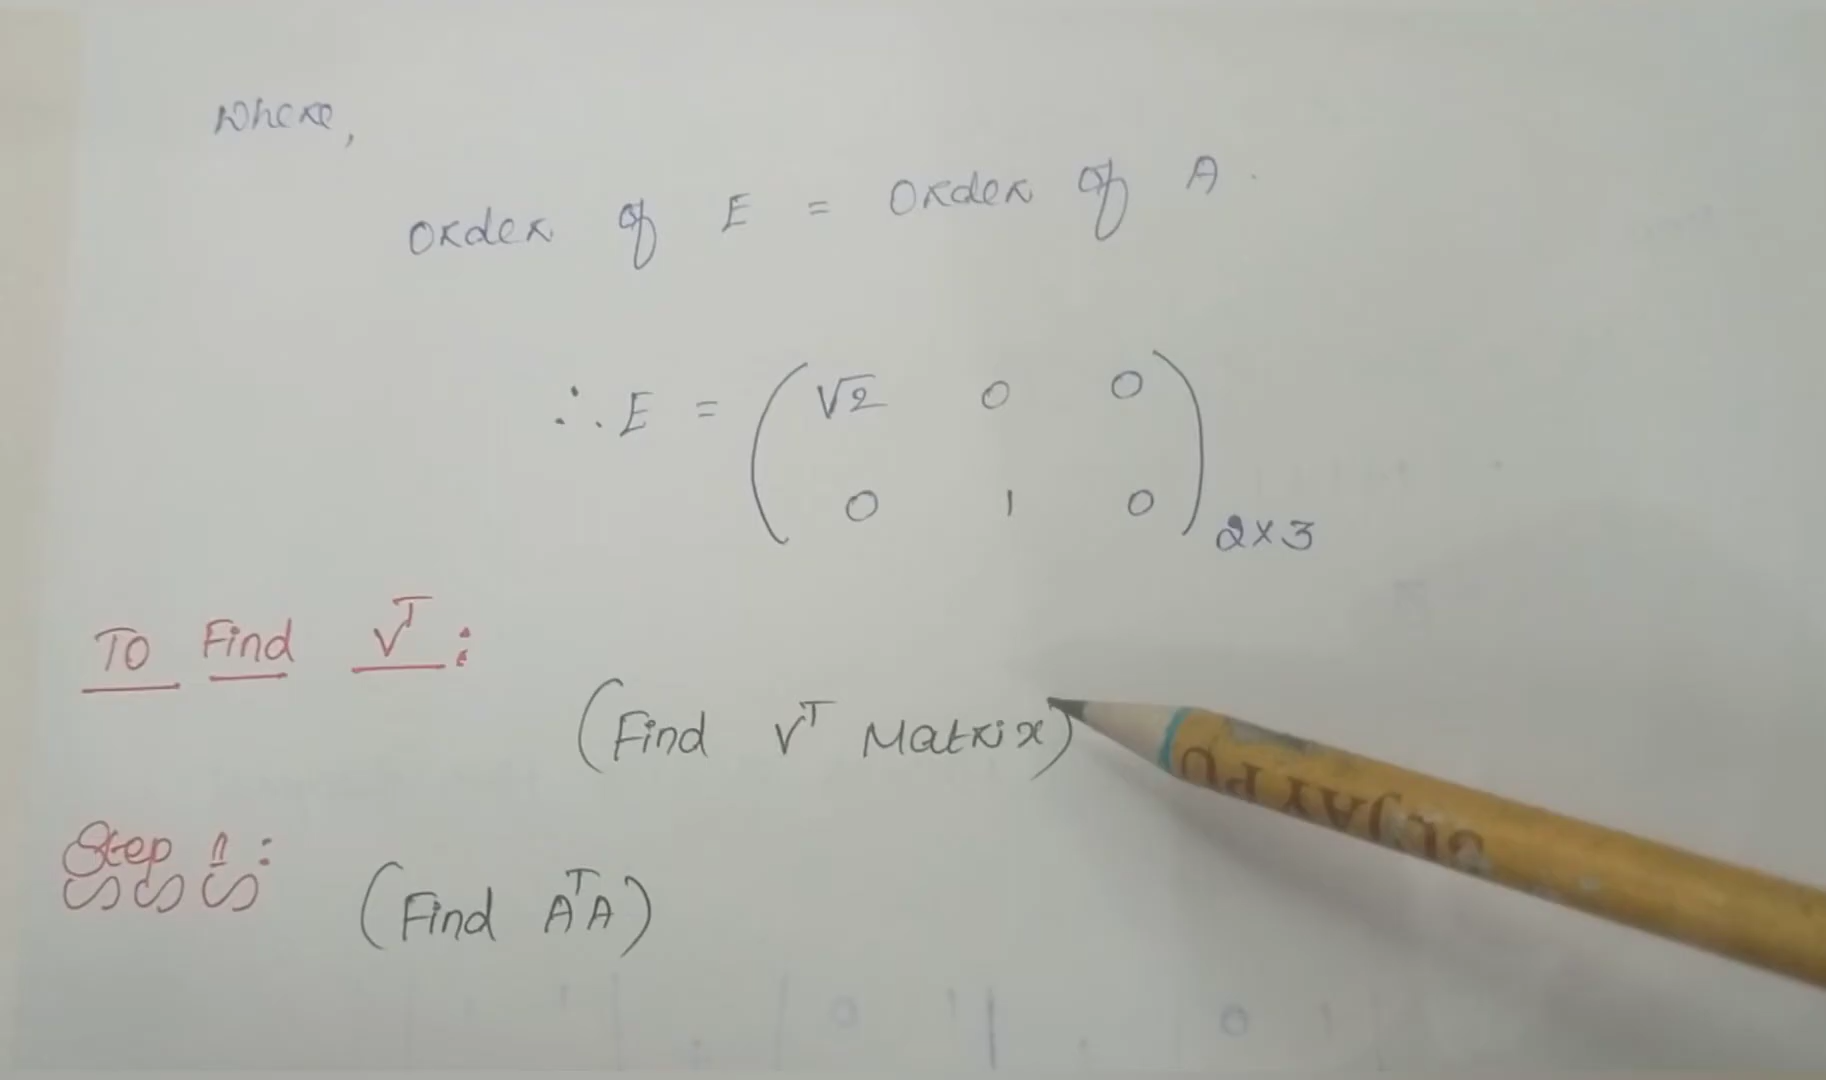 Where,
Order of E = Order of A.
∴ E = ( √2 0 0
0 1 0 ) 2×3
To Find Vᵀ :
(Find Vᵀ Matrix)
Step 1 :
(Find AᵀA)